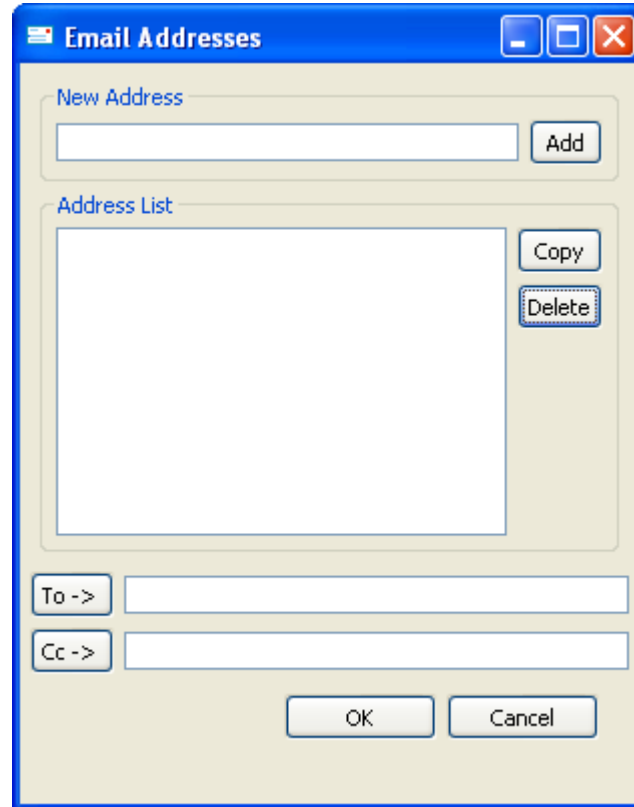 Email Addresses
New Address
Add
Address List
Copy
Delete
To ->
Cc ->
OK Cancel